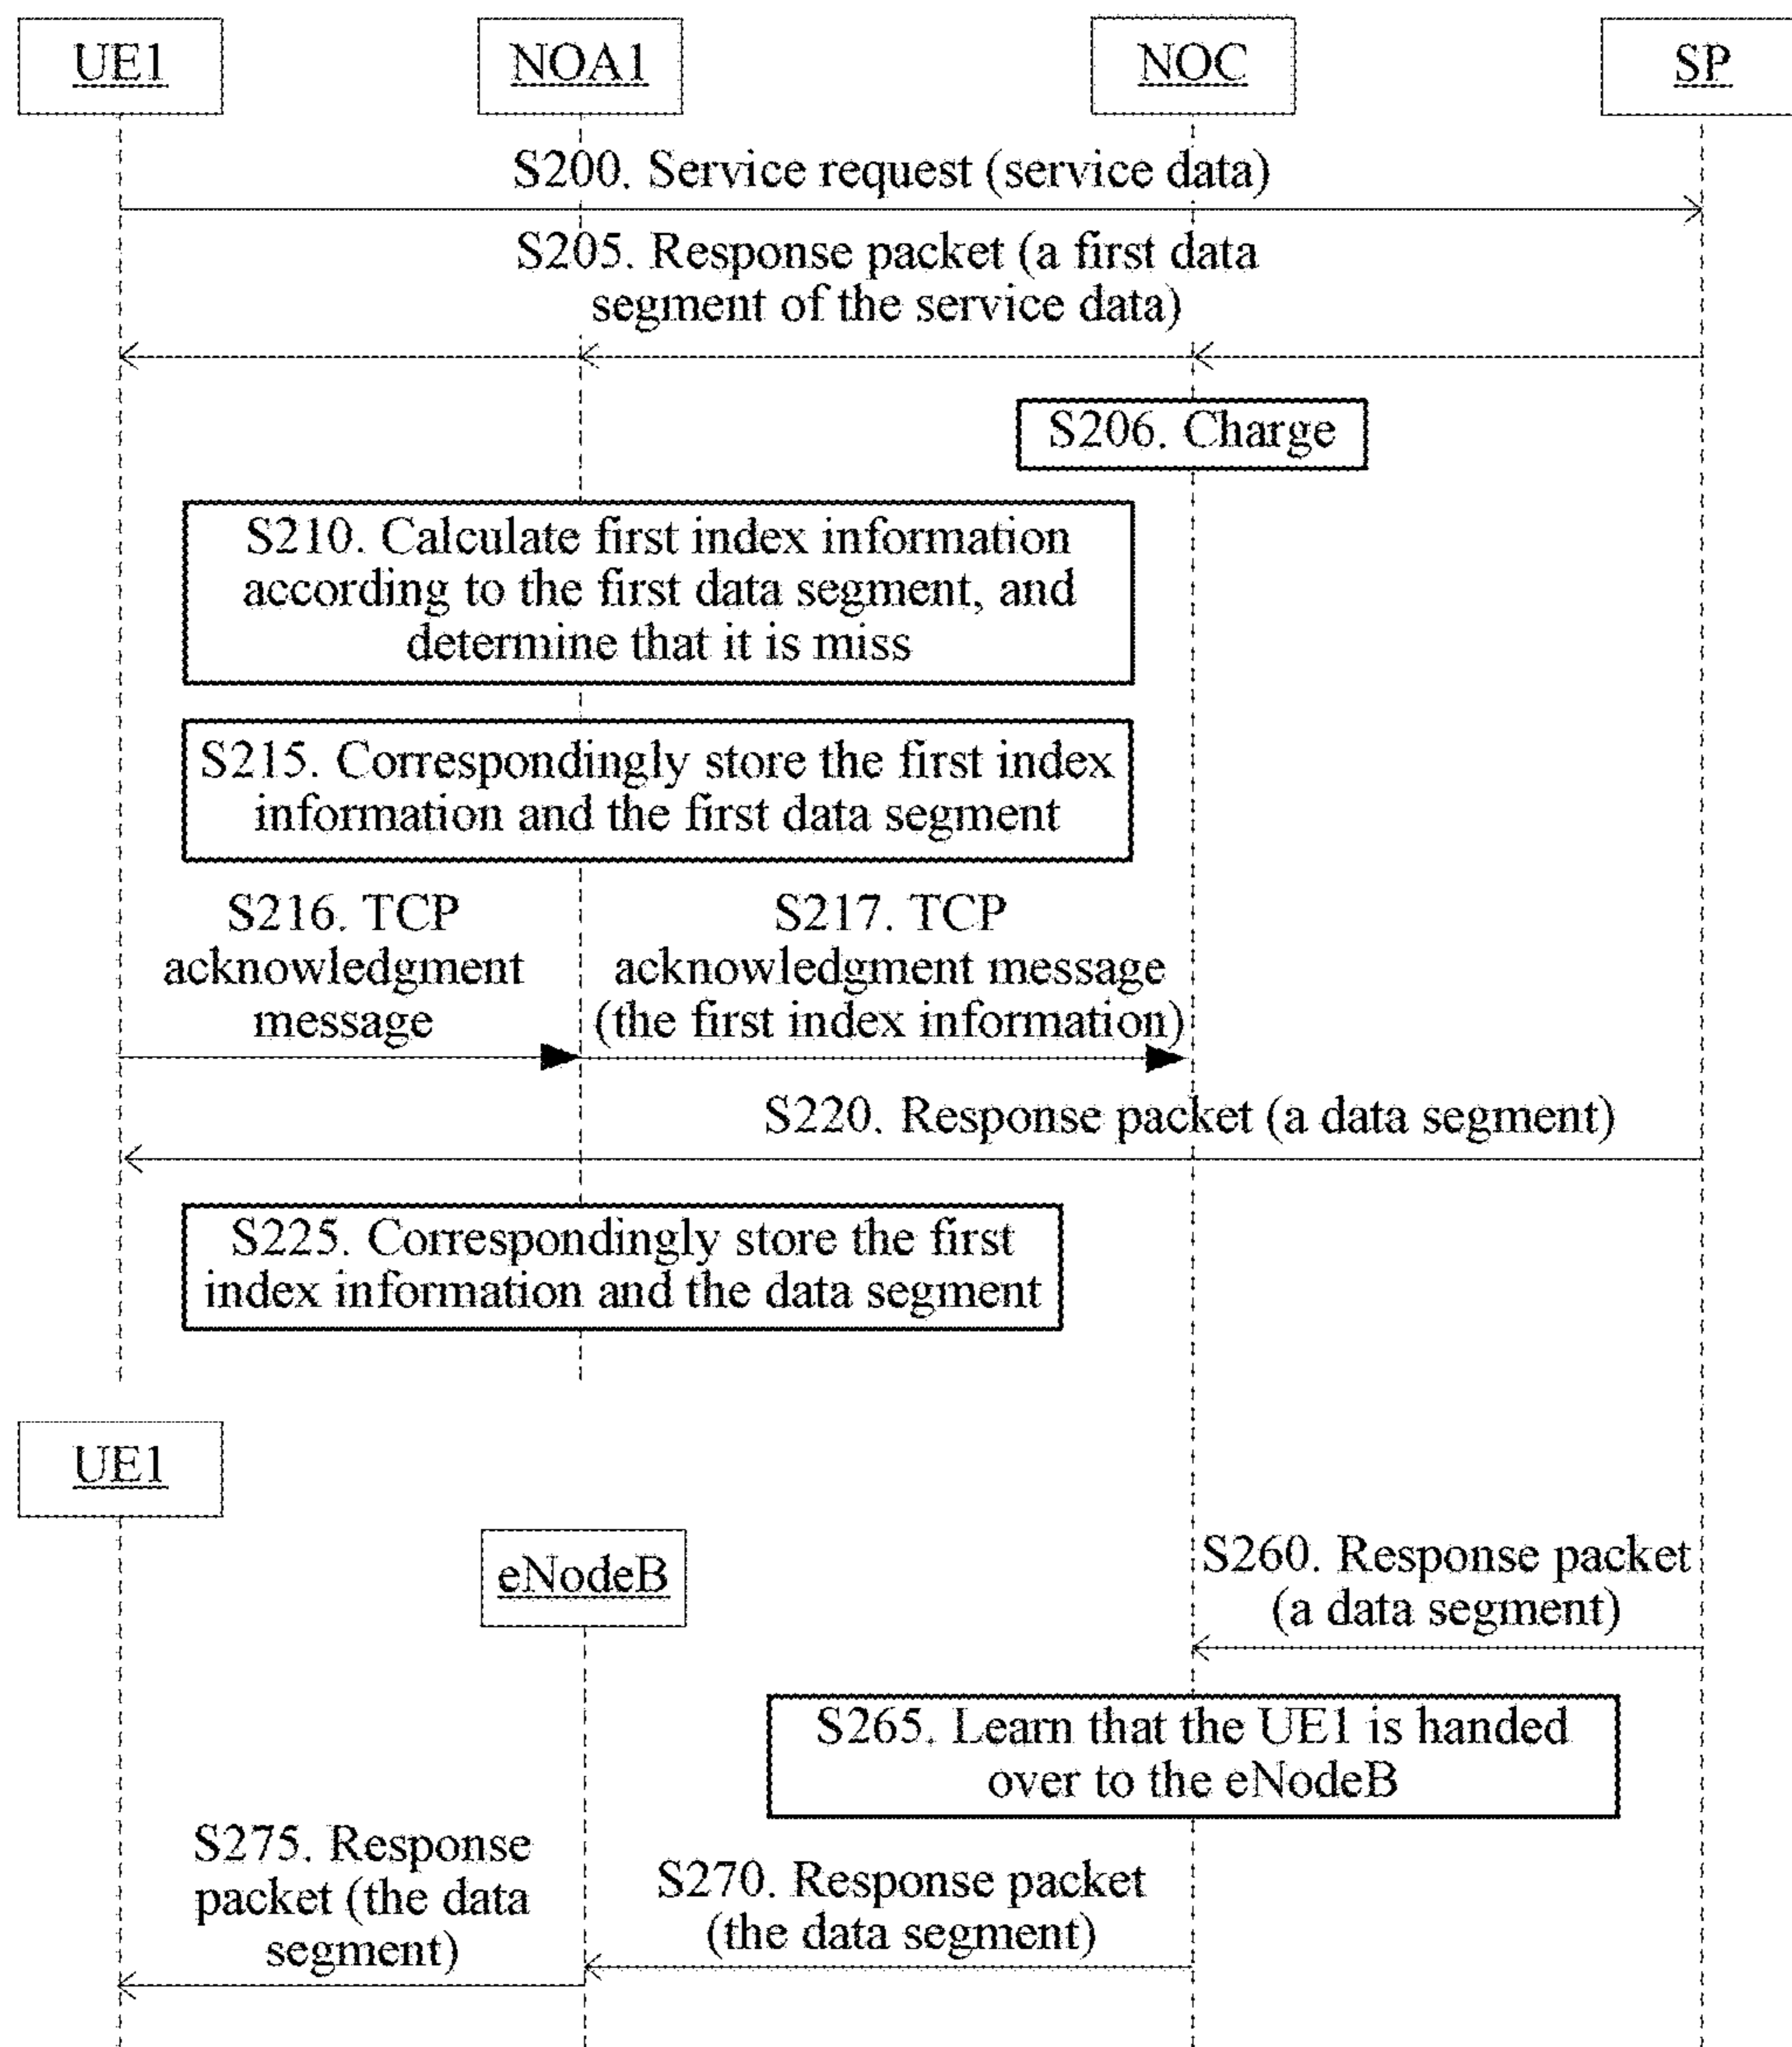 UE1 NOA1 NOC SP
S200. Service request (service data)
S205. Response packet (a first data
segment of the service data)
S206. Charge
S210. Calculate first index information
according to the first data segment, and
determine that it is miss
S215. Correspondingly store the first index
information and the first data segment
S216. TCP
acknowledgment
message
S217. TCP
acknowledgment message
(the first index information)
S220. Response packet (a data segment)
S225. Correspondingly store the first
index information and the data segment
UE1
eNodeB
S260. Response packet
(a data segment)
S265. Learn that the UE1 is handed
over to the eNodeB
S275. Response
packet (the data
segment)
S270. Response packet
(the data segment)